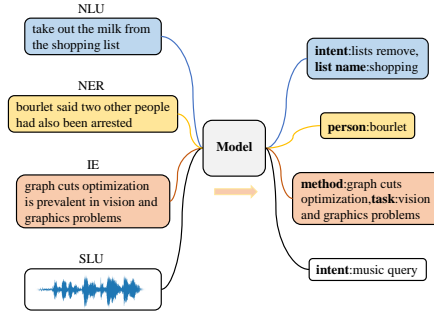 NLU
take out the milk from
the shopping list
NER
bourlet said two other people
had also been arrested
IE
graph cuts optimization
is prevalent in vision and
graphics problems
SLU
Model
intent:lists remove,
list name:shopping
person:bourlet
method:graph cuts
optimization,task:vision
and graphics problems
intent:music query